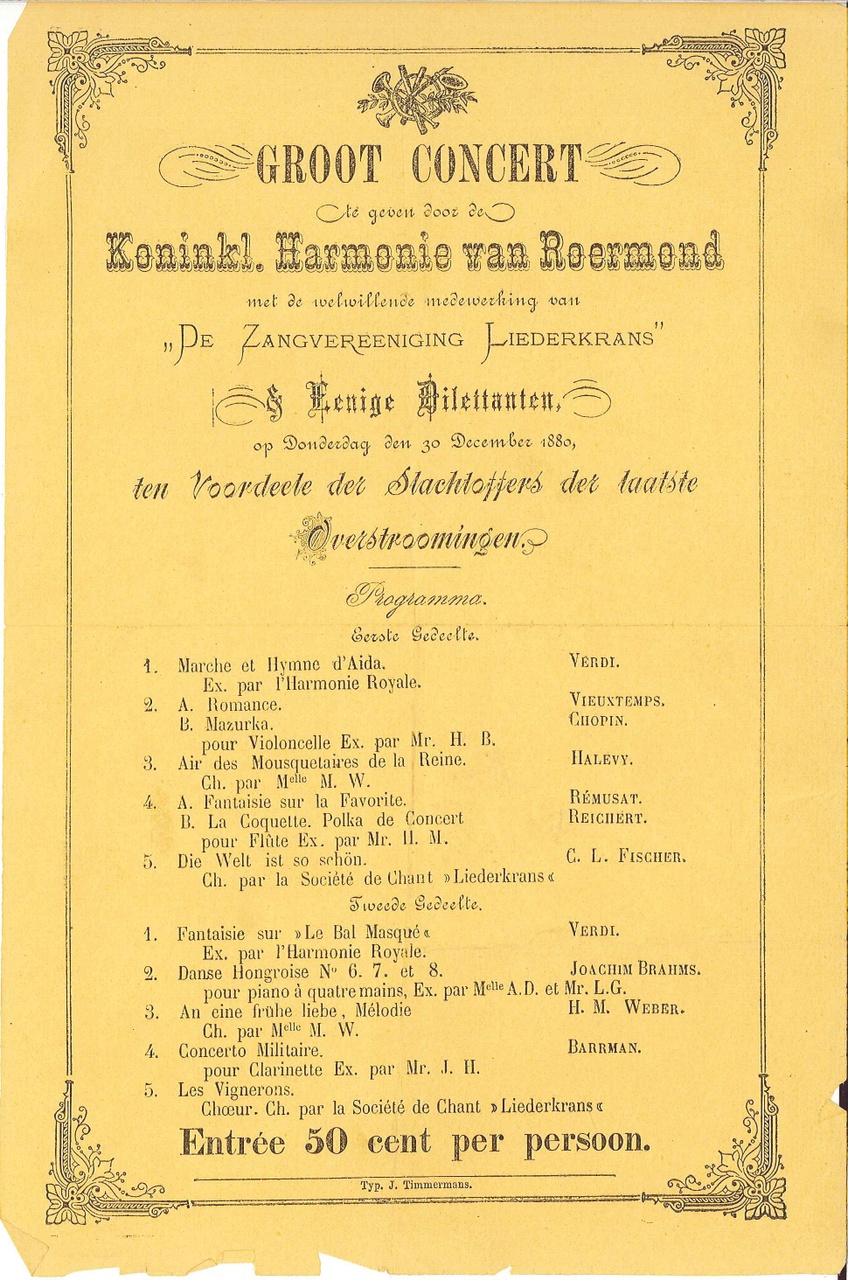 GROOT CONCERT
te geven door de
Koninkl. Harmonie van Roermond
met de welwillende medewerking van
„De Zangvereeniging Liederkrans"
& Eenige Dilettanten,
op Donderdag den 30 December 1880,
ten Voordeele der Slachtoffers der laatste
Overstroomingen.
Programma.
Eerste Gedeelte.
1. Marche et Hymne d'Aida. VERDI.
Ex. par l'Harmonie Royale.
2. A. Romance. VIEUXTEMPS.
B. Mazurka. CHOPIN.
pour Violoncelle Ex. par Mr. H. B.
3. Air des Mousquetaires de la Reine. HALEVY.
Ch. par Melle M. W.
4. A. Fantaisie sur la Favorite. RÉMUSAT.
B. La Coquette. Polka de Concert REICHERT.
pour Flûte Ex. par Mr. H. M.
5. Die Welt ist so schön. C. L. FISCHER.
Ch. par la Société de Chant »Liederkrans«
Tweede Gedeelte.
1. Fantaisie sur »Le Bal Masqué« VERDI.
Ex. par l'Harmonie Royale.
2. Danse Hongroise No 6. 7. et 8. JOACHIM BRAHMS.
pour piano à quatre mains, Ex. par Melle A.D. et Mr. L.G.
3. An eine frühe liebe, Mélodie H. M. WEBER.
Ch. par Melle M. W.
4. Concerto Militaire. BARRMAN.
pour Clarinette Ex. par Mr. J. H.
5. Les Vignerons.
Chœur. Ch. par la Société de Chant »Liederkrans«
Entrée 50 cent per persoon.
Typ. J. Timmermans.